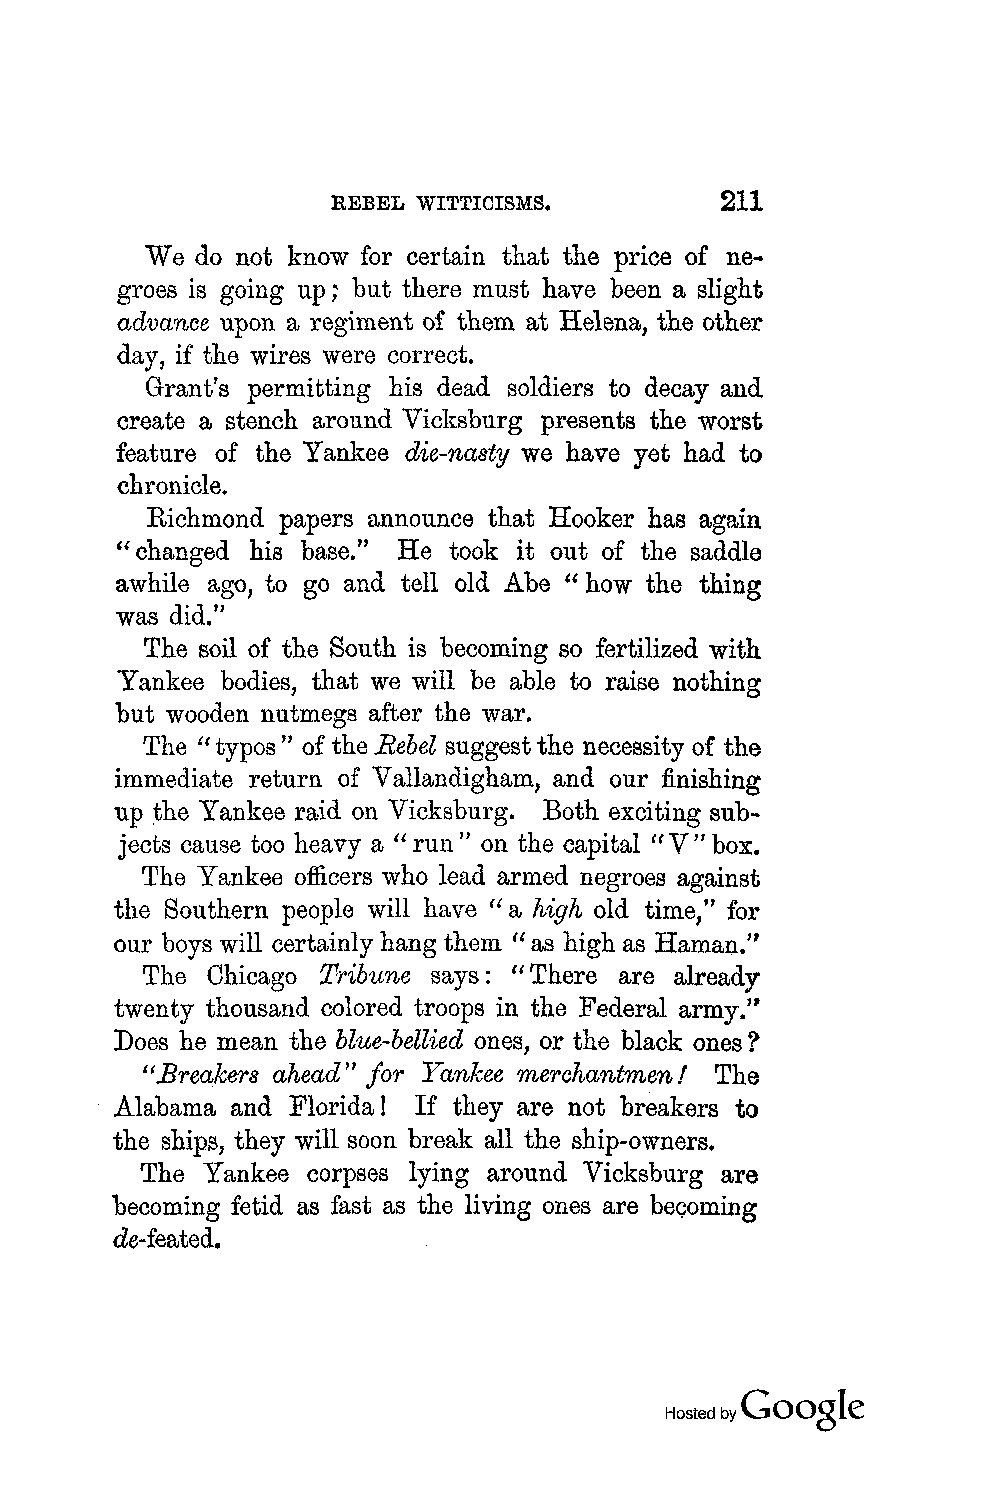 REBEL WITTICISMS. 211
We do not know for certain that the price of ne-
groes is going up; but there must have been a slight
advance upon a regiment of them at Helena, the other
day, if the wires were correct.
Grant's permitting his dead soldiers to decay and
create a stench around Vicksburg presents the worst
feature of the Yankee die-nasty we have yet had to
chronicle.
Richmond papers announce that Hooker has again
"changed his base." He took it out of the saddle
awhile ago, to go and tell old Abe "how the thing
was did."
The soil of the South is becoming so fertilized with
Yankee bodies, that we will be able to raise nothing
but wooden nutmegs after the war.
The "typos" of the Rebel suggest the necessity of the
immediate return of Vallandigham, and our finishing
up the Yankee raid on Vicksburg. Both exciting sub-
jects cause too heavy a "run" on the capital "V" box.
The Yankee officers who lead armed negroes against
the Southern people will have "a high old time," for
our boys will certainly hang them "as high as Haman."
The Chicago Tribune says: "There are already
twenty thousand colored troops in the Federal army."
Does he mean the blue-bellied ones, or the black ones?
"Breakers ahead" for Yankee merchantmen! The
Alabama and Florida! If they are not breakers to
the ships, they will soon break all the ship-owners.
The Yankee corpses lying around Vicksburg are
becoming fetid as fast as the living ones are becoming
de-feated.
Hosted by Google